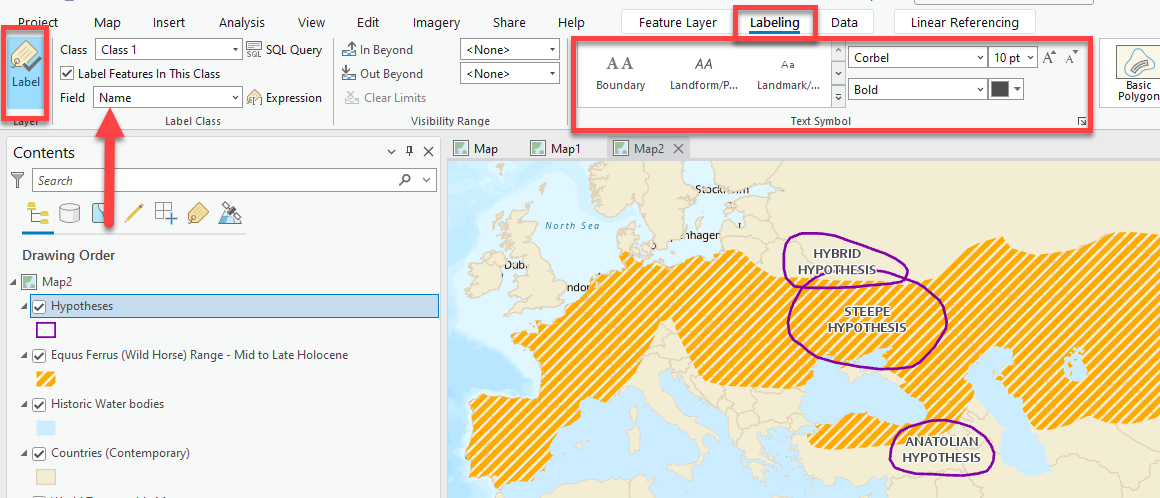 Project Map Insert Analysis View Edit Imagery Share Help Feature Layer Labeling Data Linear Referencing
Class Class 1 SQL Query In Beyond <None> Corbel 10 pt
Label Features In This Class Out Beyond <None> Bold
Label
Field Name Expression Clear Limits
AA
Boundary
AA
Landform/P...
Aa
Landmark/...
Basic
Polygon
Layer Label Class Visibility Range Text Symbol
Contents
Search
Drawing Order
Map2
Hypotheses
Equus Ferrus (Wild Horse) Range - Mid to Late Holocene
Historic Water bodies
Countries (Contemporary)
Map Map1 Map2
Stockholm
North Sea
nhagen
Dub
ndon
HYBRID
HYPOTHESIS
STEEPE
HYPOTHESIS
ANATOLIAN
HYPOTHESIS